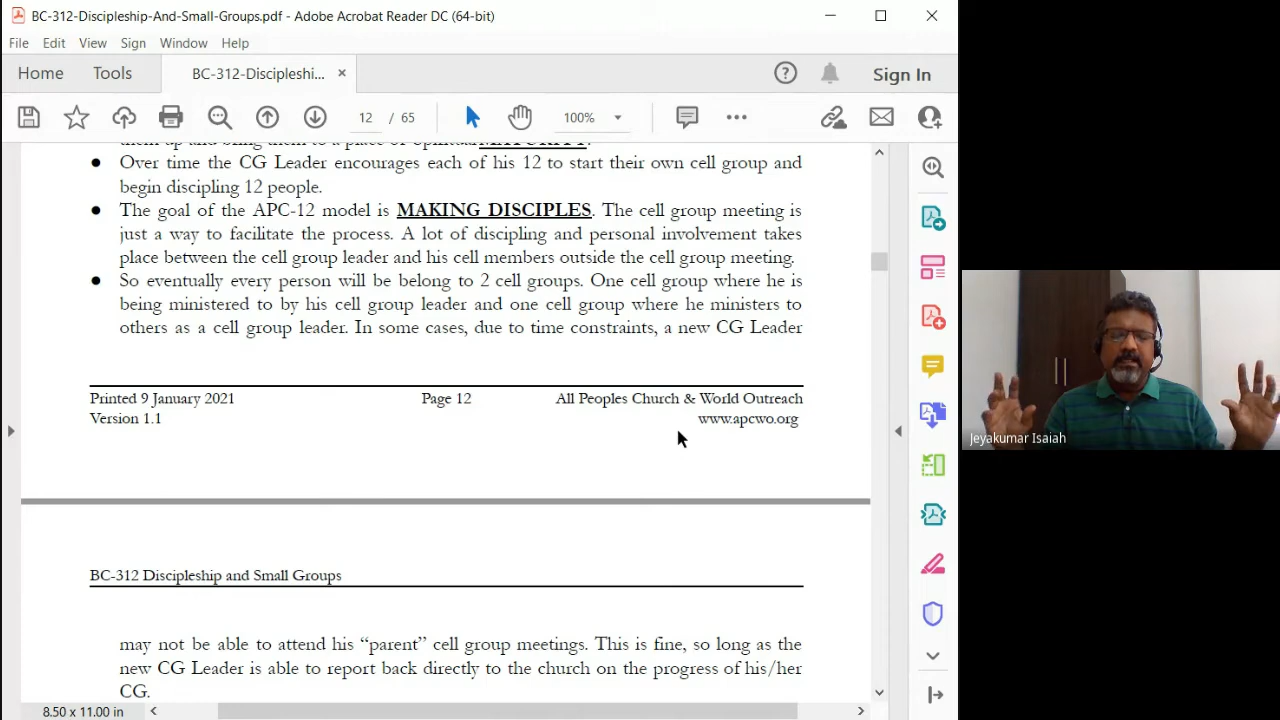 BC-312-Discipleship-And-Small-Groups.pdf - Adobe Acrobat Reader DC (64-bit)
File Edit View Sign Window Help
Home Tools BC-312-Discipleshi... × Sign In
12 / 65 100%
them up and bring them to a place of Spiritual MATURITY.
● Over time the CG Leader encourages each of his 12 to start their own cell group and
begin discipling 12 people.
● The goal of the APC-12 model is MAKING DISCIPLES. The cell group meeting is
just a way to facilitate the process. A lot of discipling and personal involvement takes
place between the cell group leader and his cell members outside the cell group meeting.
● So eventually every person will be belong to 2 cell groups. One cell group where he is
being ministered to by his cell group leader and one cell group where he ministers to
others as a cell group leader. In some cases, due to time constraints, a new CG Leader
Printed 9 January 2021 Page 12 All Peoples Church & World Outreach
Version 1.1 www.apcwo.org
BC-312 Discipleship and Small Groups
may not be able to attend his “parent” cell group meetings. This is fine, so long as the
new CG Leader is able to report back directly to the church on the progress of his/her
CG.
8.50 x 11.00 in
Jeyakumar Isaiah